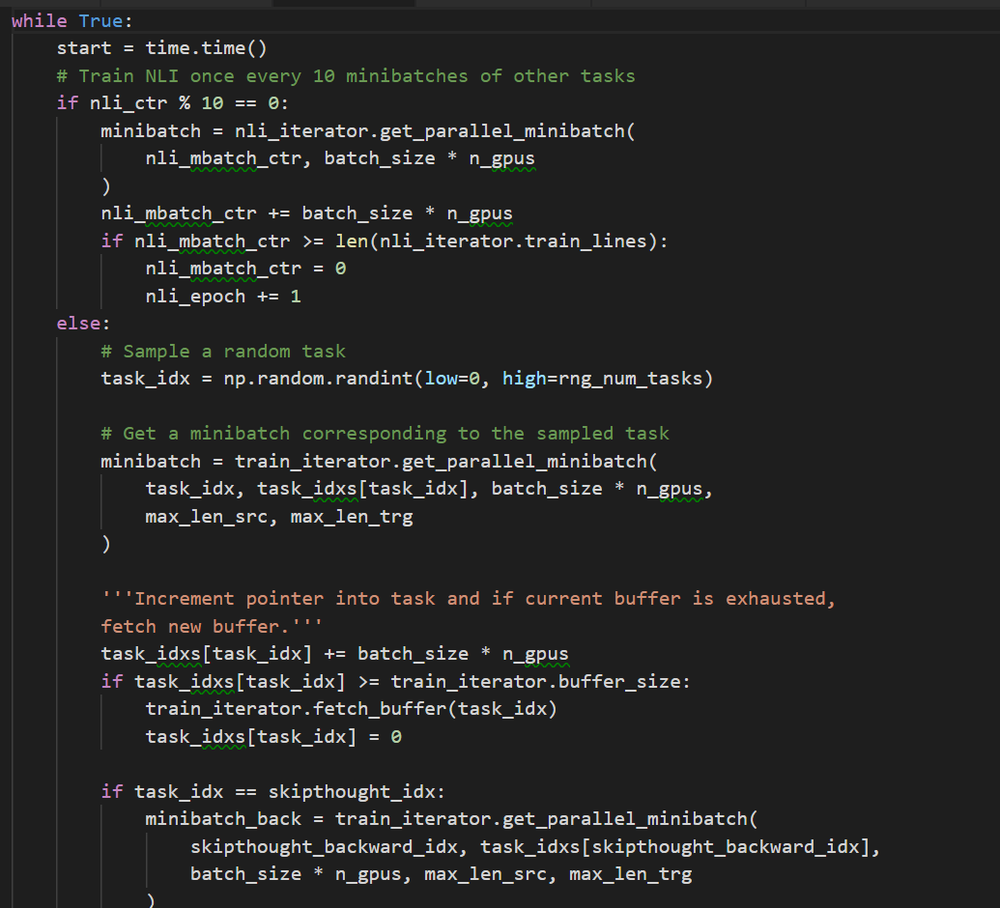 while True:
    start = time.time()
    # Train NLI once every 10 minibatches of other tasks
    if nli_ctr % 10 == 0:
        minibatch = nli_iterator.get_parallel_minibatch(
            nli_mbatch_ctr, batch_size * n_gpus
        )
        nli_mbatch_ctr += batch_size * n_gpus
        if nli_mbatch_ctr >= len(nli_iterator.train_lines):
            nli_mbatch_ctr = 0
            nli_epoch += 1
    else:
        # Sample a random task
        task_idx = np.random.randint(low=0, high=rng_num_tasks)

        # Get a minibatch corresponding to the sampled task
        minibatch = train_iterator.get_parallel_minibatch(
            task_idx, task_idxs[task_idx], batch_size * n_gpus,
            max_len_src, max_len_trg
        )

        '''Increment pointer into task and if current buffer is exhausted,
        fetch new buffer.'''
        task_idxs[task_idx] += batch_size * n_gpus
        if task_idxs[task_idx] >= train_iterator.buffer_size:
            train_iterator.fetch_buffer(task_idx)
            task_idxs[task_idx] = 0

        if task_idx == skipthought_idx:
            minibatch_back = train_iterator.get_parallel_minibatch(
                skipthought_backward_idx, task_idxs[skipthought_backward_idx],
                batch_size * n_gpus, max_len_src, max_len_trg
            )